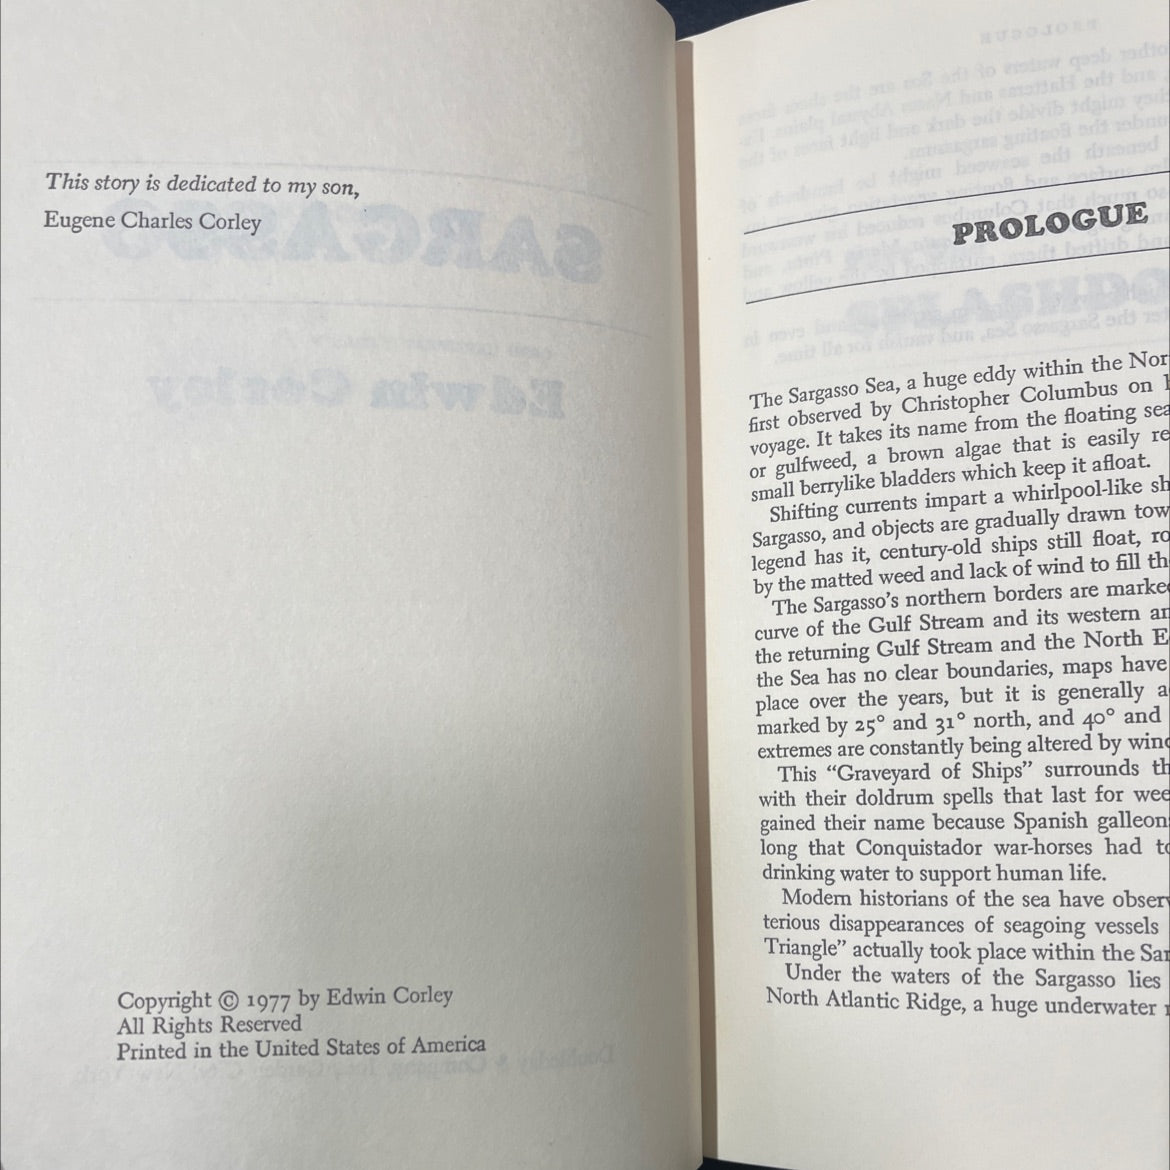 This story is dedicated to my son,
Eugene Charles Corley
Copyright © 1977 by Edwin Corley
All Rights Reserved
Printed in the United States of America
PROLOGUE
The Sargasso Sea, a huge eddy within the Nor
first observed by Christopher Columbus on
voyage. It takes its name from the floating sea
or gulfweed, a brown algae that is easily re
small berrylike bladders which keep it afloat.
Shifting currents impart a whirlpool-like sh
Sargasso, and objects are gradually drawn tow
legend has it, century-old ships still float, ro
by the matted weed and lack of wind to fill th
The Sargasso's northern borders are marke
curve of the Gulf Stream and its western an
the returning Gulf Stream and the North E
the Sea has no clear boundaries, maps have
place over the years, but it is generally a
marked by 25° and 31° north, and 40° and
extremes are constantly being altered by wind
This “Graveyard of Ships” surrounds th
with their doldrum spells that last for wee
gained their name because Spanish galleons
long that Conquistador war-horses had to
drinking water to support human life.
Modern historians of the sea have observ
terious disappearances of seagoing vessels
Triangle” actually took place within the Sar
Under the waters of the Sargasso lies
North Atlantic Ridge, a huge underwater